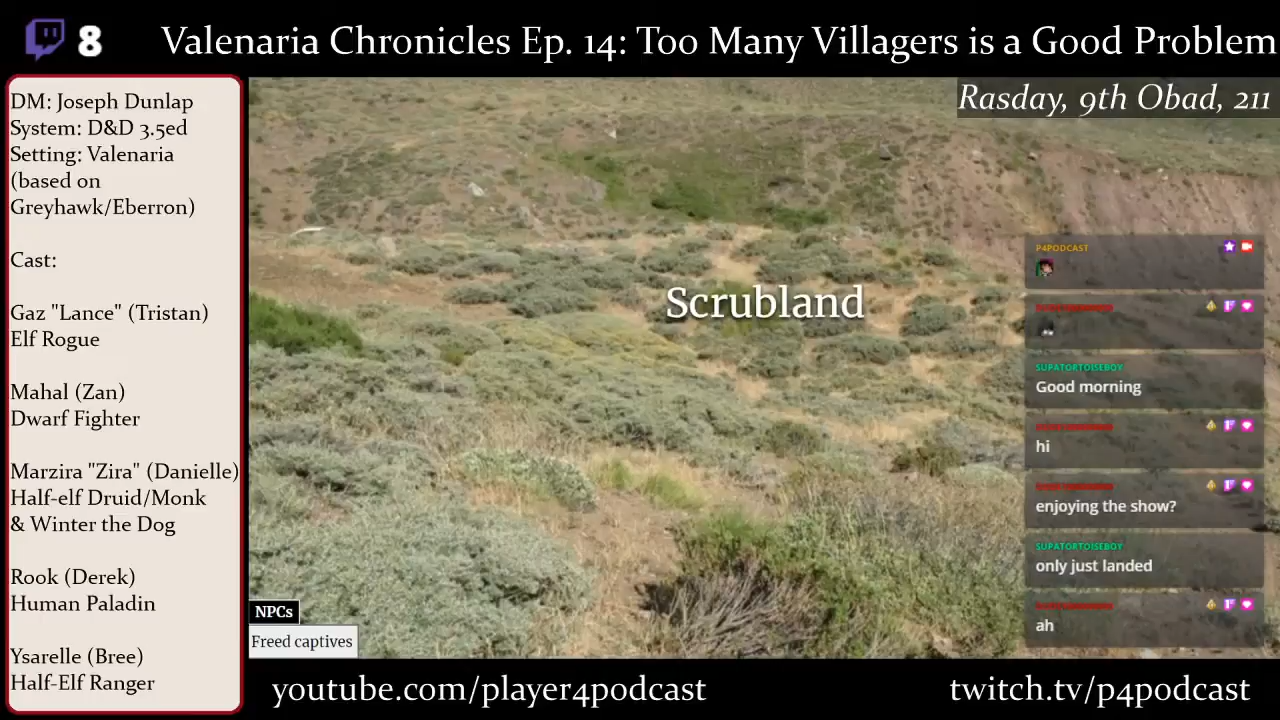 8
Valenaria Chronicles Ep. 14: Too Many Villagers is a Good Problem
DM: Joseph Dunlap
System: D&D 3.5ed
Setting: Valenaria
(based on
Greyhawk/Eberron)
Cast:
Gaz "Lance" (Tristan)
Elf Rogue
Mahal (Zan)
Dwarf Fighter
Marzira "Zira" (Danielle)
Half-elf Druid/Monk
& Winter the Dog
Rook (Derek)
Human Paladin
Ysarelle (Bree)
Half-Elf Ranger
Rasday, 9th Obad, 211
Scrubland
NPCs
Freed captives
P4PODCAST
SUPATORTOISEBOY
Good morning
hi
enjoying the show?
SUPATORTOISEBOY
only just landed
ah
youtube.com/player4podcast
twitch.tv/p4podcast